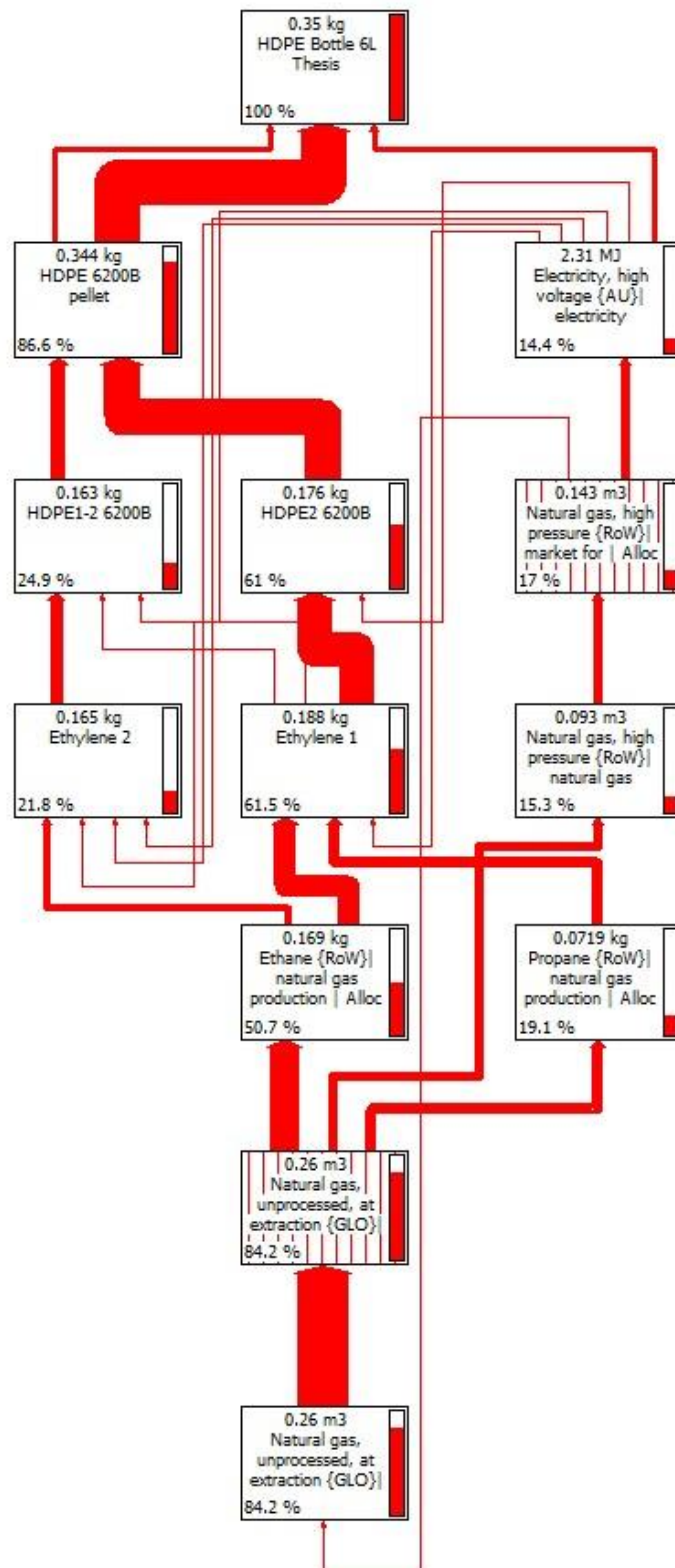 0.35 kg
HDPE Bottle 6L
Thesis
100 %
0.344 kg
HDPE 6200B
pellet
86.6 %
2.31 MJ
Electricity, high
voltage {AU}|
electricity
14.4 %
0.163 kg
HDPE1-2 6200B
24.9 %
0.176 kg
HDPE2 6200B
61 %
0.143 m3
Natural gas, high
pressure {RoW}|
market for | Alloc
17 %
0.165 kg
Ethylene 2
21.8 %
0.188 kg
Ethylene 1
61.5 %
0.093 m3
Natural gas, high
pressure {RoW}|
natural gas
15.3 %
0.169 kg
Ethane {RoW}|
natural gas
production | Alloc
50.7 %
0.0719 kg
Propane {RoW}|
natural gas
production | Alloc
19.1 %
0.26 m3
Natural gas,
unprocessed, at
extraction {GLO}|
84.2 %
0.26 m3
Natural gas,
unprocessed, at
extraction {GLO}|
84.2 %